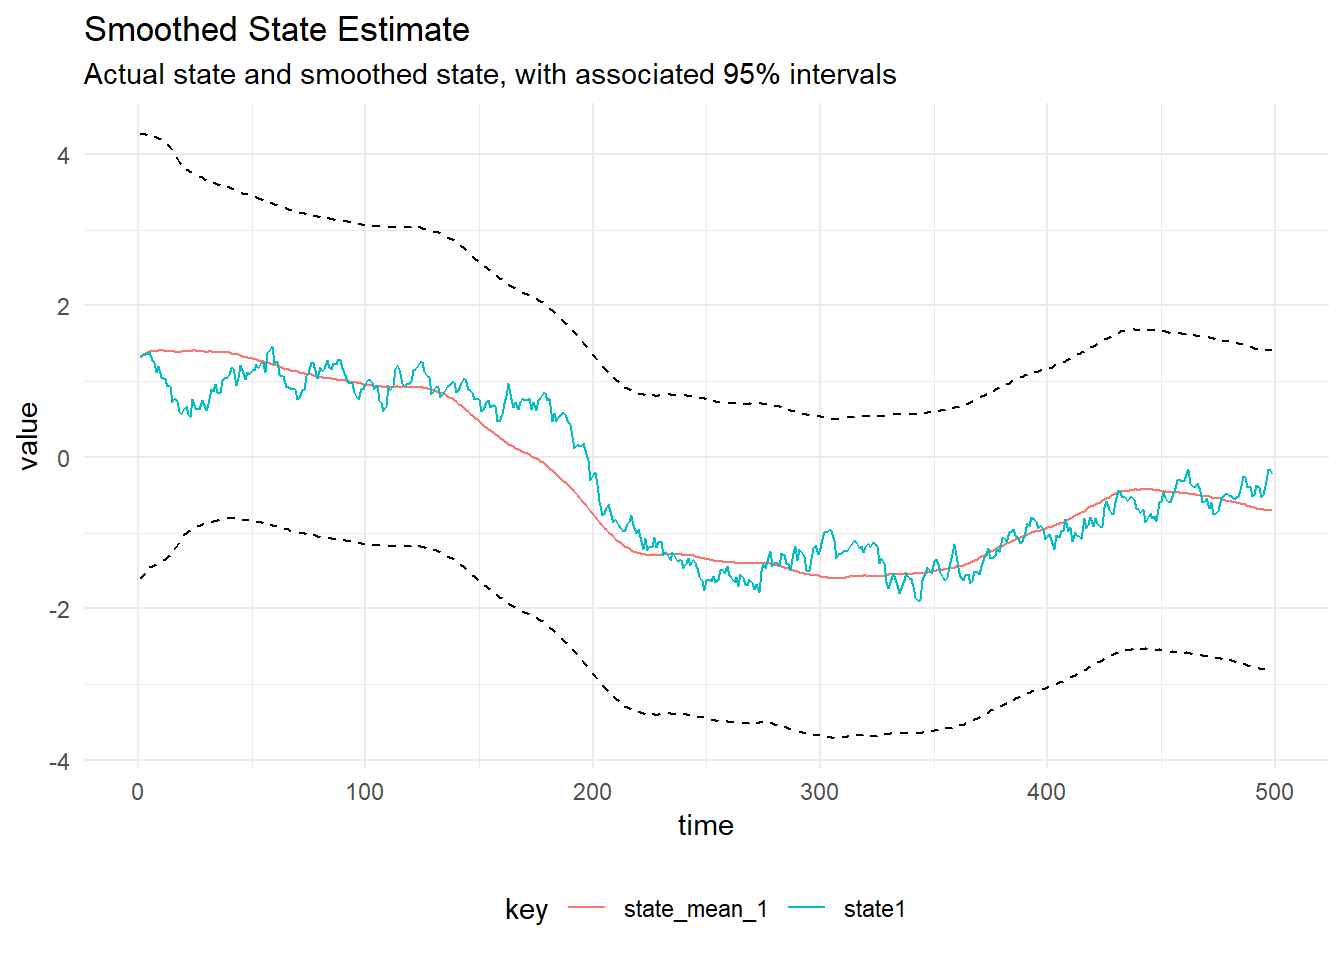 Smoothed State Estimate
Actual state and smoothed state, with associated 95% intervals
4
2
0
-2
-4
value
0 100 200 300 400 500
time
key state_mean_1 state1